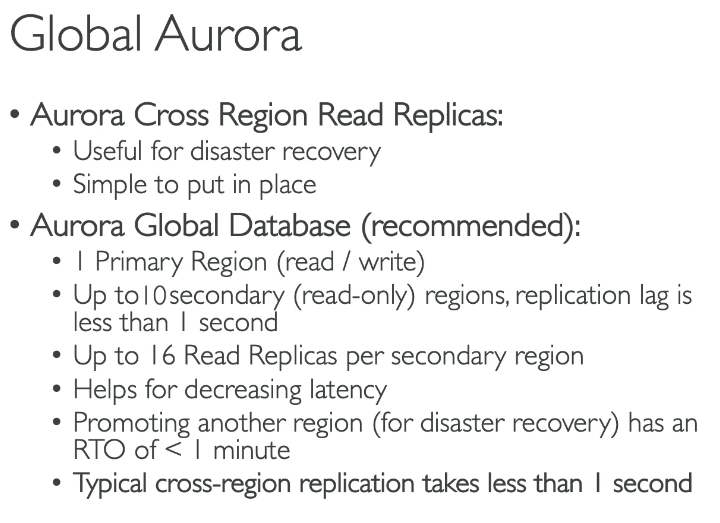 Global Aurora
• Aurora Cross Region Read Replicas:
• Useful for disaster recovery
• Simple to put in place
• Aurora Global Database (recommended):
• 1 Primary Region (read / write)
• Up to 10 secondary (read-only) regions, replication lag is
less than 1 second
• Up to 16 Read Replicas per secondary region
• Helps for decreasing latency
• Promoting another region (for disaster recovery) has an
RTO of < 1 minute
• Typical cross-region replication takes less than 1 second